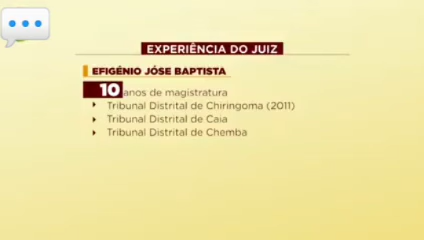 EXPERIÊNCIA DO JUIZ
EFIGÊNIO JÓSE BAPTISTA
10 anos de magistratura
Tribunal Distrital de Chiringoma (2011)
Tribunal Distrital de Caia
Tribunal Distrital de Chemba